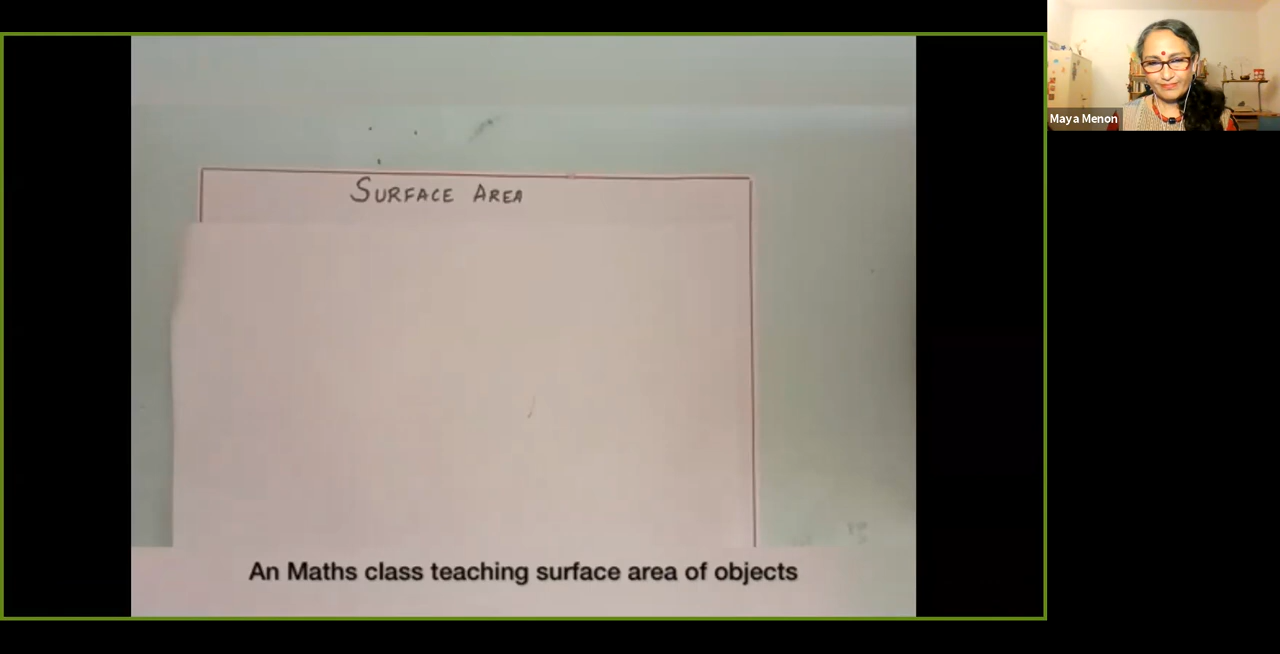 Maya Menon
SURFACE AREA
An Maths class teaching surface area of objects